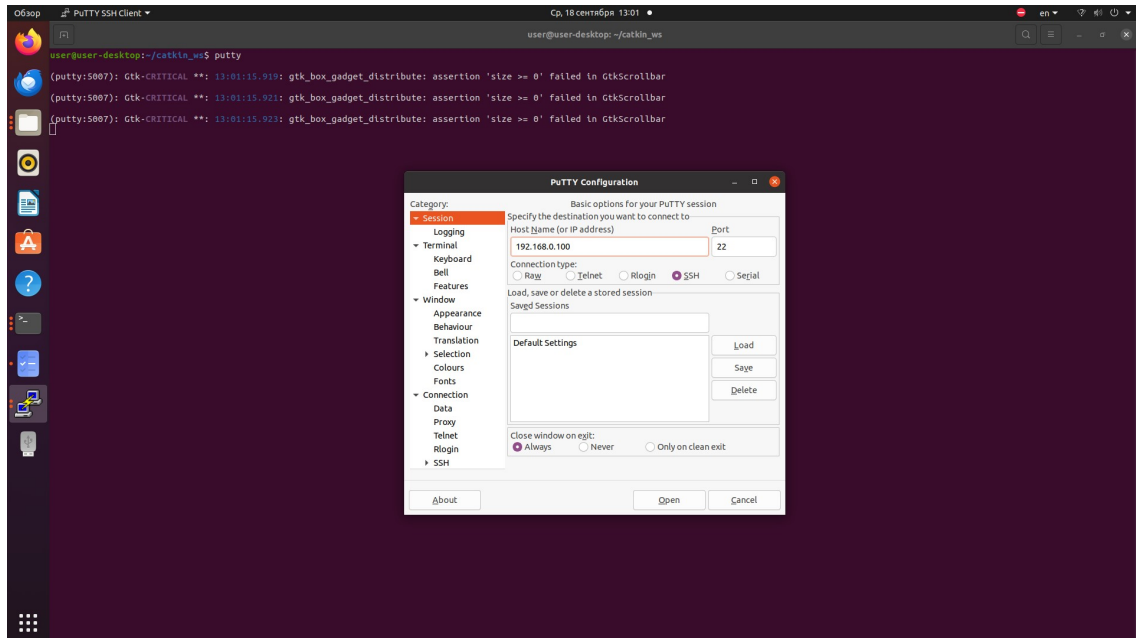 Обзор
PuTTY SSH Client
Ср, 18 сентября 13:01
en
user@user-desktop: ~/catkin_ws
user@user-desktop:~/catkin_ws$ putty
(putty:5007): Gtk-CRITICAL **: 13:01:15.919: gtk_box_gadget_distribute: assertion 'size >= 0' failed in GtkScrollbar
(putty:5007): Gtk-CRITICAL **: 13:01:15.921: gtk_box_gadget_distribute: assertion 'size >= 0' failed in GtkScrollbar
(putty:5007): Gtk-CRITICAL **: 13:01:15.923: gtk_box_gadget_distribute: assertion 'size >= 0' failed in GtkScrollbar
PuTTY Configuration
Category:
Session
Logging
Terminal
Keyboard
Bell
Features
Window
Appearance
Behaviour
Translation
Selection
Colours
Fonts
Connection
Data
Proxy
Telnet
Rlogin
SSH
Basic options for your PuTTY session
Specify the destination you want to connect to
Host Name (or IP address)
Port
192.168.0.100
22
Connection type:
Raw
Telnet
Rlogin
SSH
Serial
Load, save or delete a stored session
Saved Sessions
Default Settings
Load
Save
Delete
Close window on exit:
Always
Never
Only on clean exit
About
Open
Cancel